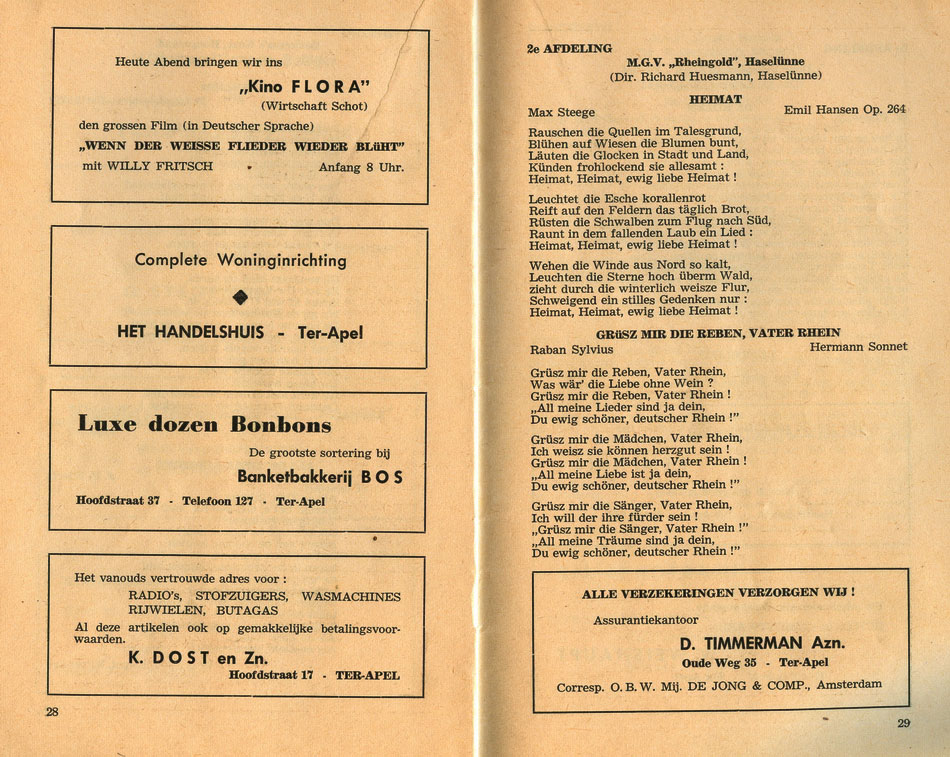 Heute Abend bringen wir ins
„Kino FLORA”
(Wirtschaft Schot)
den grossen Film (in Deutscher Sprache)
„WENN DER WEISSE FLIEDER WIEDER BLüHT”
mit WILLY FRITSCH Anfang 8 Uhr.
Complete Woninginrichting
HET HANDELSHUIS - Ter-Apel
Luxe dozen Bonbons
De grootste sortering bij
Banketbakkerij BOS
Hoofdstraat 37 - Telefoon 127 - Ter-Apel
Het vanouds vertrouwde adres voor :
RADIO's, STOFZUIGERS, WASMACHINES
RIJWIELEN, BUTAGAS
Al deze artikelen ook op gemakkelijke betalingsvoor-
waarden.
K. DOST en Zn.
Hoofdstraat 17 - TER-APEL
28
2e AFDELING
M.G.V. „Rheingold”, Haselünne
(Dir. Richard Huesmann, Haselünne)
HEIMAT
Max Steege Emil Hansen Op. 264
Rauschen die Quellen im Talesgrund,
Blühen auf Wiesen die Blumen bunt,
Läuten die Glocken in Stadt und Land,
Künden frohlockend sie allesamt :
Heimat, Heimat, ewig liebe Heimat !
Leuchtet die Esche korallenrot
Reift auf den Feldern das täglich Brot,
Rüsten die Schwalben zum Flug nach Süd,
Raunt in dem fallenden Laub ein Lied :
Heimat, Heimat, ewig liebe Heimat !
Wehen die Winde aus Nord so kalt,
Leuchten die Sterne hoch überm Wald,
zieht durch die winterlich weisze Flur,
Schweigend ein stilles Gedenken nur :
Heimat, Heimat, ewig liebe Heimat !
GRüSZ MIR DIE REBEN, VATER RHEIN
Raban Sylvius Hermann Sonnet
Grüsz mir die Reben, Vater Rhein,
Was wär' die Liebe ohne Wein ?
Grüsz mir die Reben, Vater Rhein !
„All meine Lieder sind ja dein,
Du ewig schöner, deutscher Rhein !”
Grüsz mir die Mädchen, Vater Rhein,
Ich weisz sie können herzgut sein !
Grüsz mir die Mädchen, Vater Rhein !
„All meine Liebe ist ja dein,
Du ewig schöner, deutscher Rhein !”
Grüsz mir die Sänger, Vater Rhein,
Ich will der ihre fürder sein !
„Grüsz mir die Sänger, Vater Rhein !”
„All meine Träume sind ja dein,
Du ewig schöner, deutscher Rhein !”
ALLE VERZEKERINGEN VERZORGEN WIJ !
Assurantiekantoor
D. TIMMERMAN Azn.
Oude Weg 35 - Ter-Apel
Corresp. O.B.W. Mij. DE JONG & COMP., Amsterdam
29